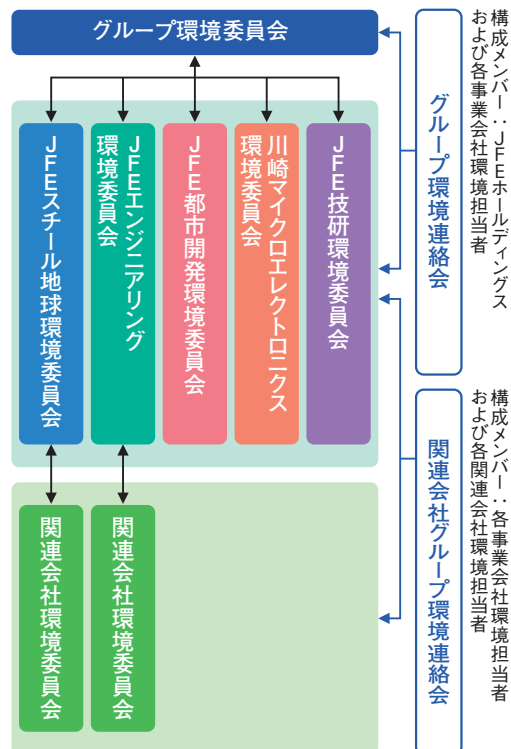 グループ環境委員会
JFEスチール地球環境委員会
JFEエンジニアリング
環境委員会
JFE都市開発環境委員会
川崎マイクロエレクトロニクス
環境委員会
JFE技研環境委員会
グループ環境連絡会
構成メンバー：JFEホールディングス
および各事業会社環境担当者
関連会社環境委員会
関連会社環境委員会
関連会社グループ環境連絡会
構成メンバー：各事業会社環境担当者
および各関連会社環境担当者